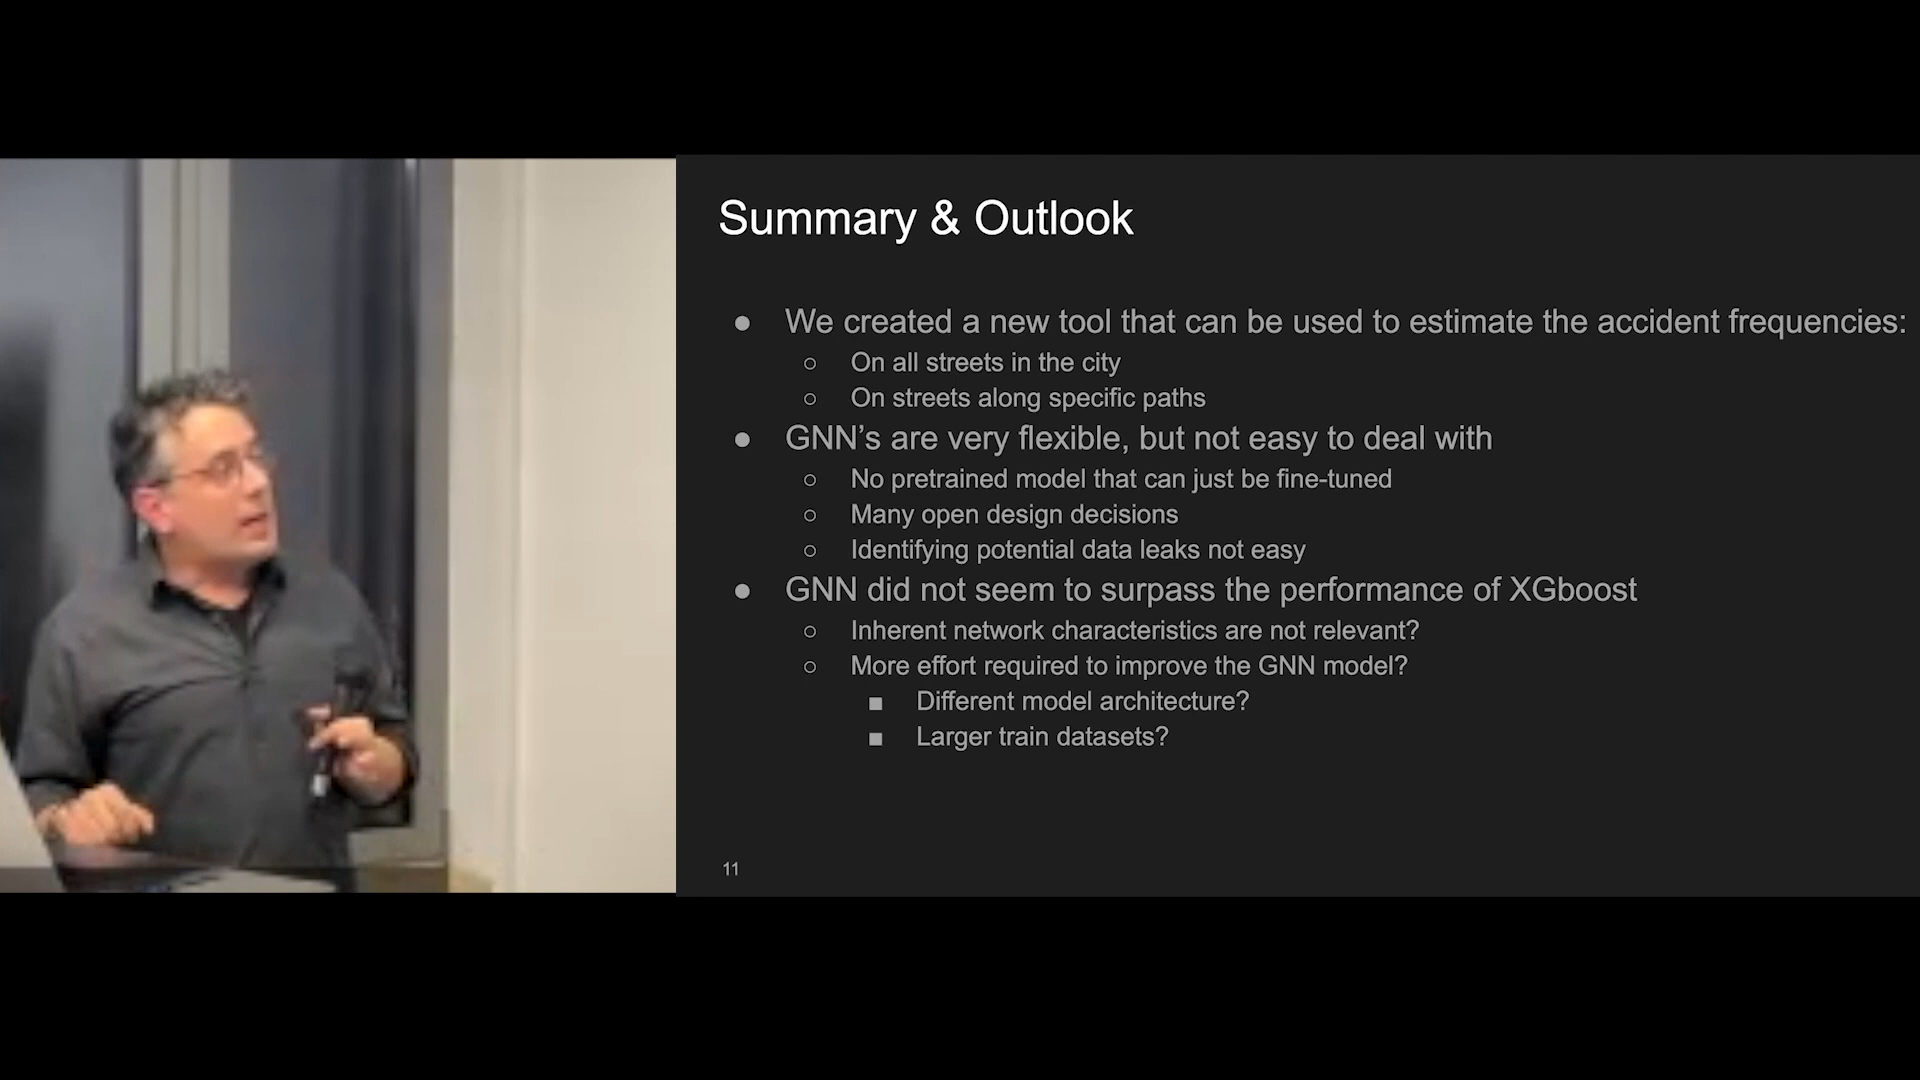 Summary & Outlook
● We created a new tool that can be used to estimate the accident frequencies:
○ On all streets in the city
○ On streets along specific paths
● GNN’s are very flexible, but not easy to deal with
○ No pretrained model that can just be fine-tuned
○ Many open design decisions
○ Identifying potential data leaks not easy
● GNN did not seem to surpass the performance of XGboost
○ Inherent network characteristics are not relevant?
○ More effort required to improve the GNN model?
■ Different model architecture?
■ Larger train datasets?
11